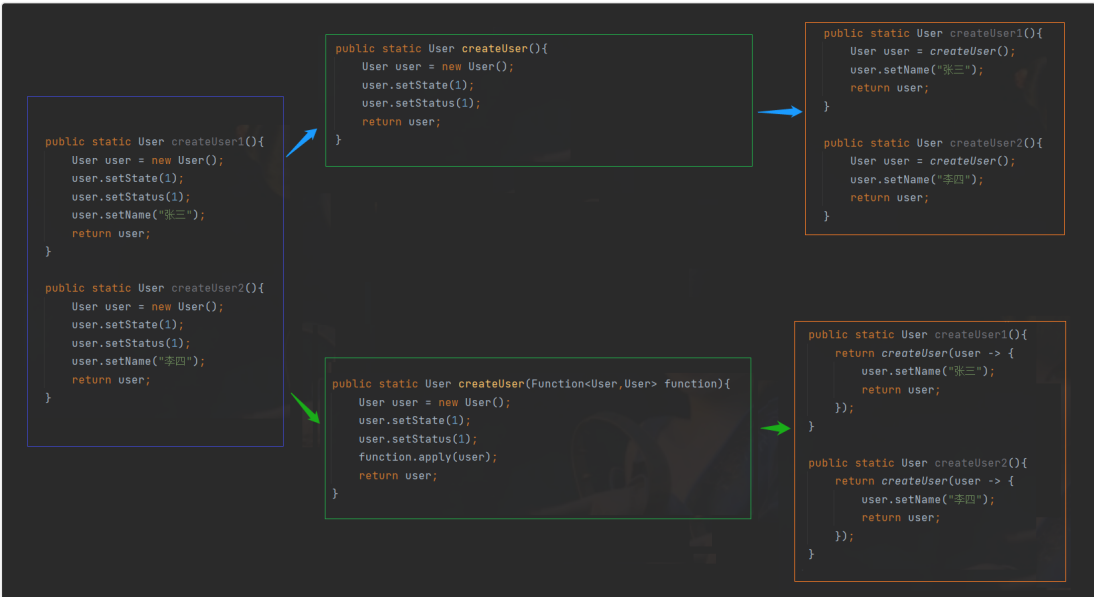 public static User createUser1(){
User user = new User();
user.setState(1);
user.setStatus(1);
user.setName("张三");
return user;
}
public static User createUser2(){
User user = new User();
user.setState(1);
user.setStatus(1);
user.setName("李四");
return user;
}
public static User createUser(){
User user = new User();
user.setState(1);
user.setStatus(1);
return user;
}
public static User createUser1(){
User user = createUser();
user.setName("张三");
return user;
}
public static User createUser2(){
User user = createUser();
user.setName("李四");
return user;
}
public static User createUser(Function<User,User> function){
User user = new User();
user.setState(1);
user.setStatus(1);
function.apply(user);
return user;
}
public static User createUser1(){
return createUser(user -> {
user.setName("张三");
return user;
});
}
public static User createUser2(){
return createUser(user -> {
user.setName("李四");
return user;
});
}